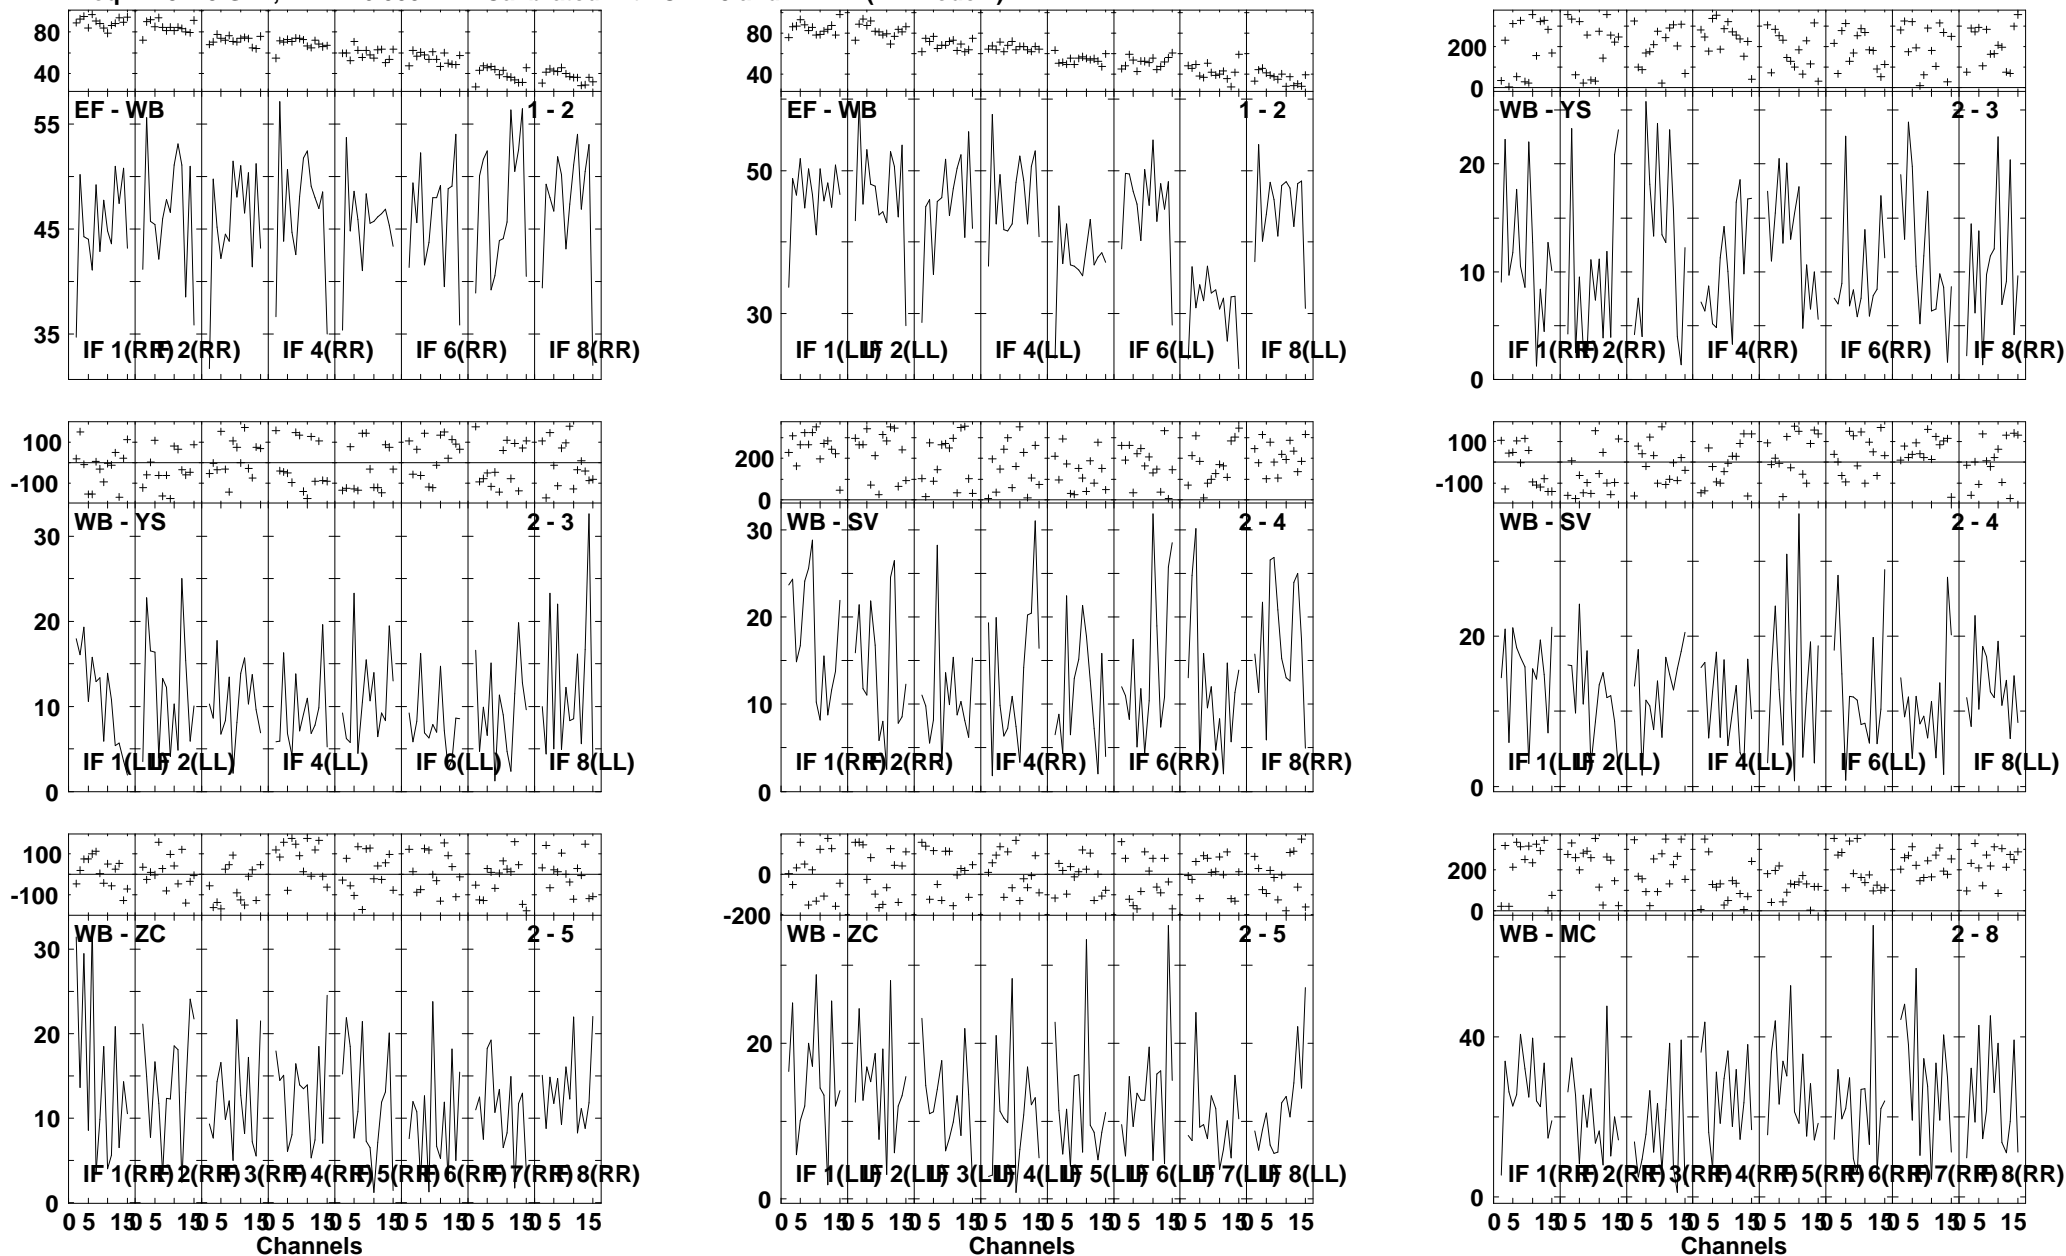 80
40
EF - WB 1 - 2
55
45
35
IF 1(RR) IF 2(RR) IF 4(RR) IF 6(RR) IF 8(RR)
80
40
EF - WB 1 - 2
50
30
IF 1(LL) IF 2(LL) IF 4(LL) IF 6(LL) IF 8(LL)
200
0
WB - YS 2 - 3
20
10
0
IF 1(RR) IF 2(RR) IF 4(RR) IF 6(RR) IF 8(RR)
100
-100
WB - YS 2 - 3
30
20
10
0
IF 1(LL) IF 2(LL) IF 4(LL) IF 6(LL) IF 8(LL)
200
0
WB - SV 2 - 4
30
20
10
0
IF 1(RR) IF 2(RR) IF 4(RR) IF 6(RR) IF 8(RR)
100
-100
WB - SV 2 - 4
20
0
IF 1(LL) IF 2(LL) IF 4(LL) IF 6(LL) IF 8(LL)
100
-100
WB - ZC 2 - 5
30
20
10
0
IF 1(RR) IF 2(RR) IF 3(RR) IF 4(RR) IF 5(RR) IF 6(RR) IF 7(RR) IF 8(RR)
0 5 15 0 5 15 0 5 15 0 5 15 0 5 15 0 5 15 0 5 15 0 5 15
Channels
0
-200
WB - ZC 2 - 5
20
0
IF 1(LL) IF 2(LL) IF 3(LL) IF 4(LL) IF 5(LL) IF 6(LL) IF 7(LL) IF 8(LL)
0 5 15 0 5 15 0 5 15 0 5 15 0 5 15 0 5 15 0 5 15 0 5 15
Channels
200
0
WB - MC 2 - 8
40
0
IF 1(RR) IF 2(RR) IF 3(RR) IF 4(RR) IF 5(RR) IF 6(RR) IF 7(RR) IF 8(RR)
0 5 15 0 5 15 0 5 15 0 5 15 0 5 15 0 5 15 0 5 15 0 5 15
Channels